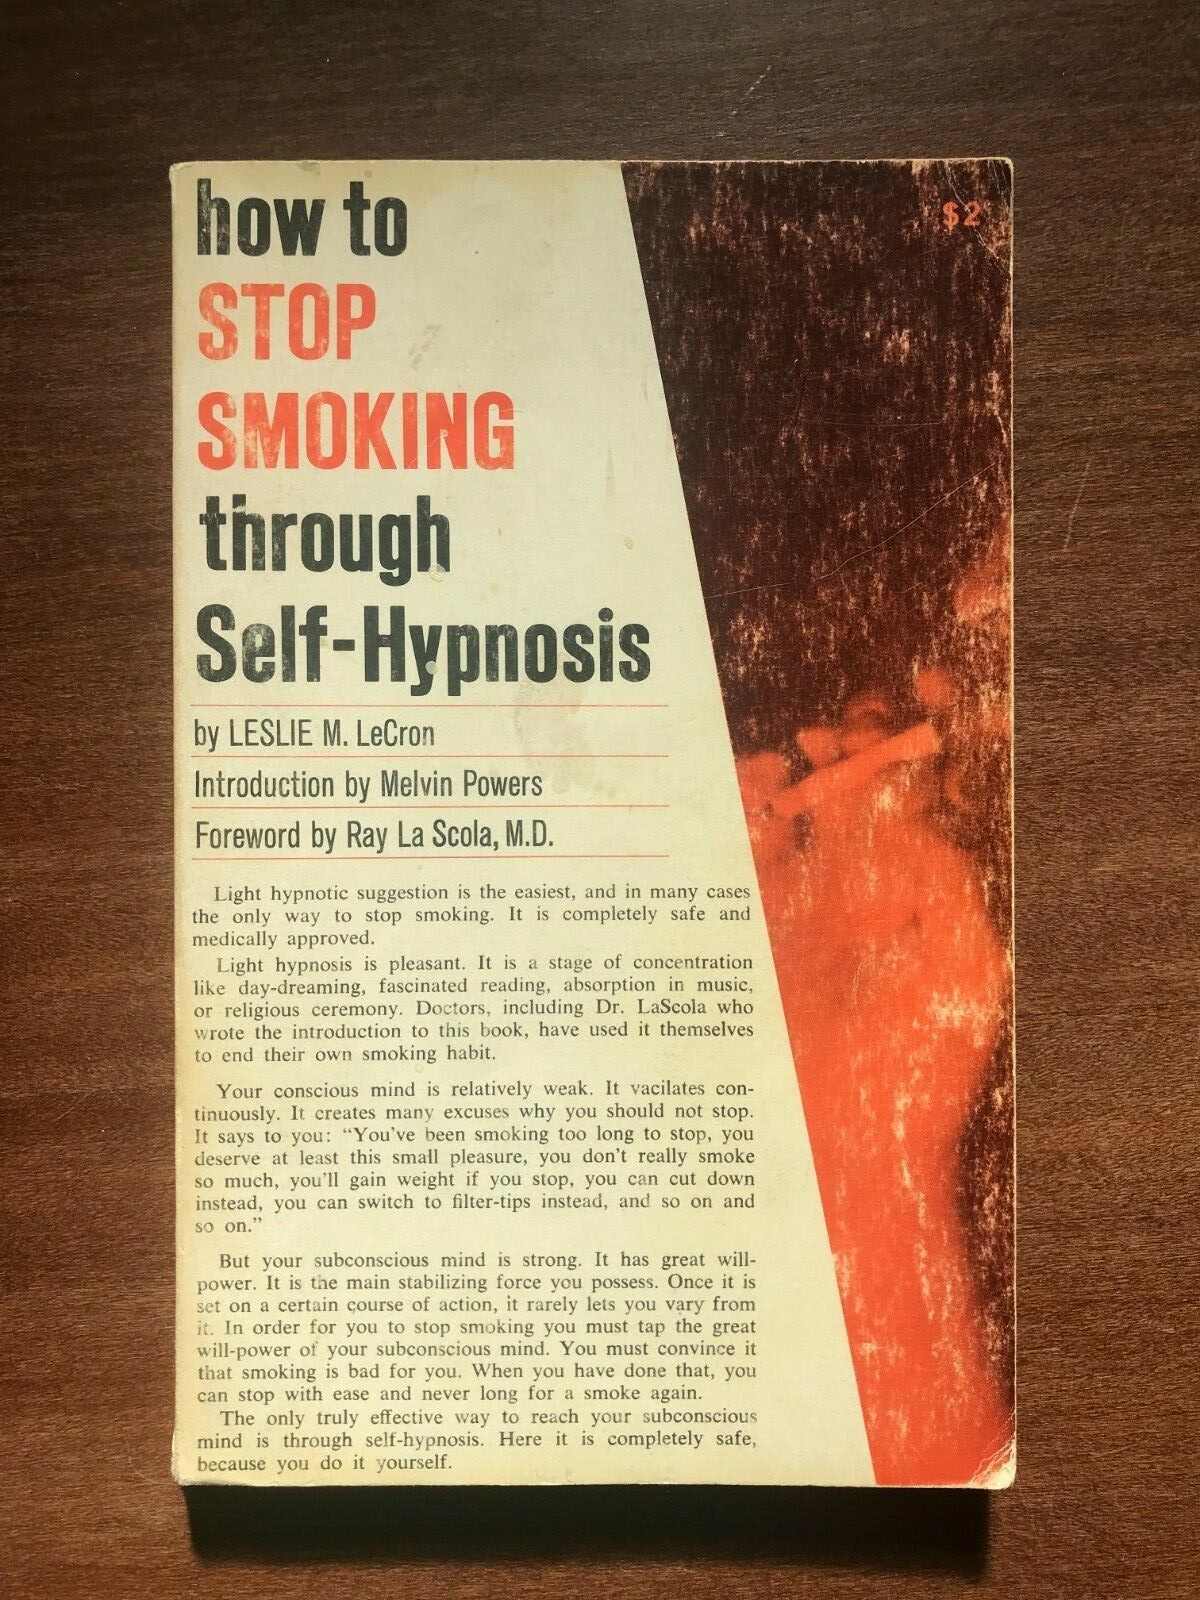 how to
STOP
SMOKING
through
Self-Hypnosis
by LESLIE M. LeCron
Introduction by Melvin Powers
Foreword by Ray La Scola, M.D.
$2
Light hypnotic suggestion is the easiest, and in many cases
the only way to stop smoking. It is completely safe and
medically approved.
Light hypnosis is pleasant. It is a stage of concentration
like day-dreaming, fascinated reading, absorption in music,
or religious ceremony. Doctors, including Dr. LaScola who
wrote the introduction to this book, have used it themselves
to end their own smoking habit.
Your conscious mind is relatively weak. It vacilates con-
tinuously. It creates many excuses why you should not stop.
It says to you: “You've been smoking too long to stop, you
deserve at least this small pleasure, you don't really smoke
so much, you'll gain weight if you stop, you can cut down
instead, you can switch to filter-tips instead, and so on and
so on.”
But your subconscious mind is strong. It has great will-
power. It is the main stabilizing force you possess. Once it is
set on a certain course of action, it rarely lets you vary from
it. In order for you to stop smoking you must tap the great
will-power of your subconscious mind. You must convince it
that smoking is bad for you. When you have done that, you
can stop with ease and never long for a smoke again.
The only truly effective way to reach your subconscious
mind is through self-hypnosis. Here it is completely safe,
because you do it yourself.